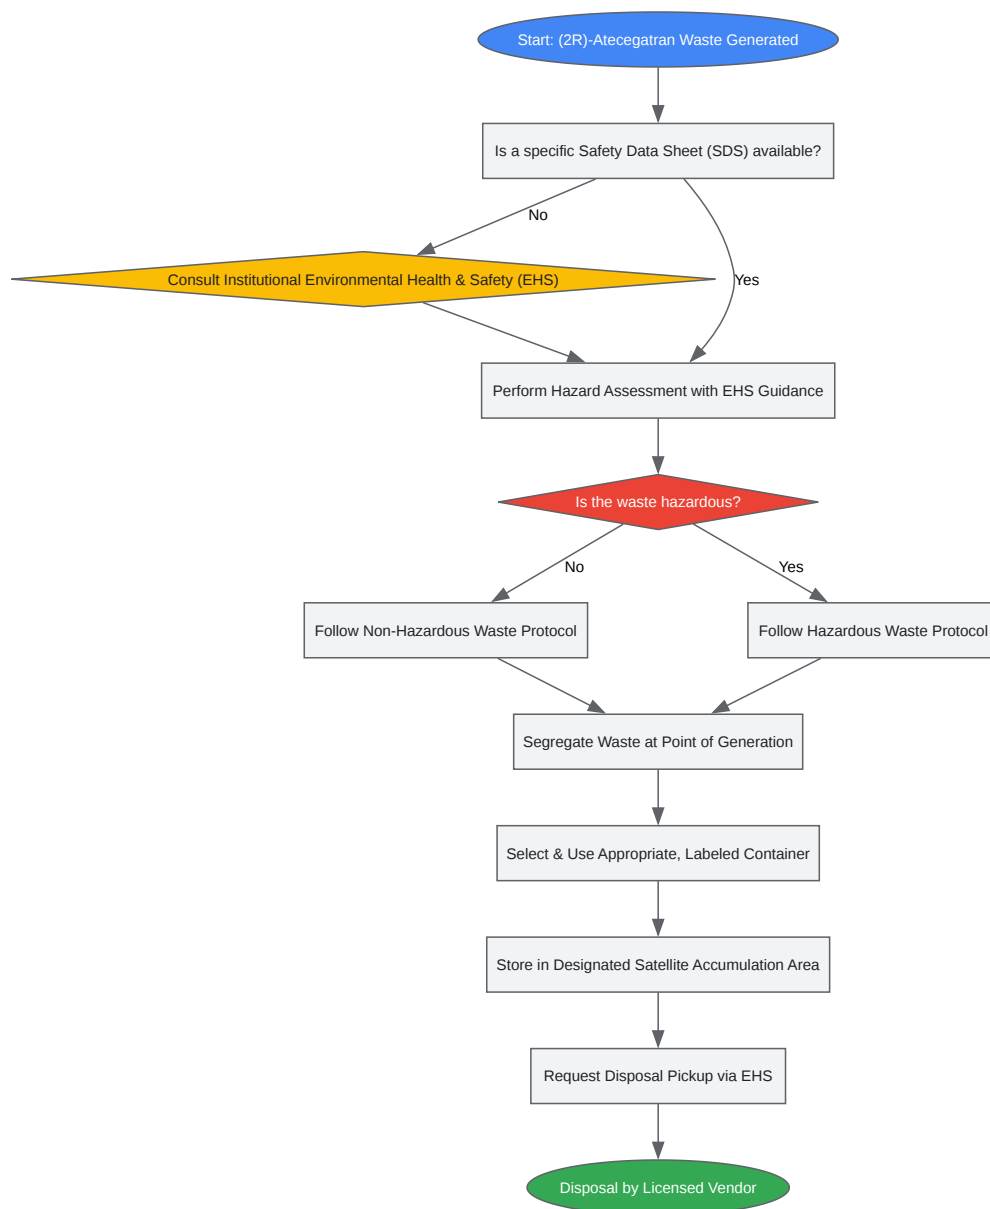 Start: (2R)-Atecegatran Waste Generated
Is a specific Safety Data Sheet (SDS) available?
No
Consult Institutional Environmental Health & Safety (EHS)
Yes
Perform Hazard Assessment with EHS Guidance
Is the waste hazardous?
No
Yes
Follow Non-Hazardous Waste Protocol
Follow Hazardous Waste Protocol
Segregate Waste at Point of Generation
Select & Use Appropriate, Labeled Container
Store in Designated Satellite Accumulation Area
Request Disposal Pickup via EHS
Disposal by Licensed Vendor